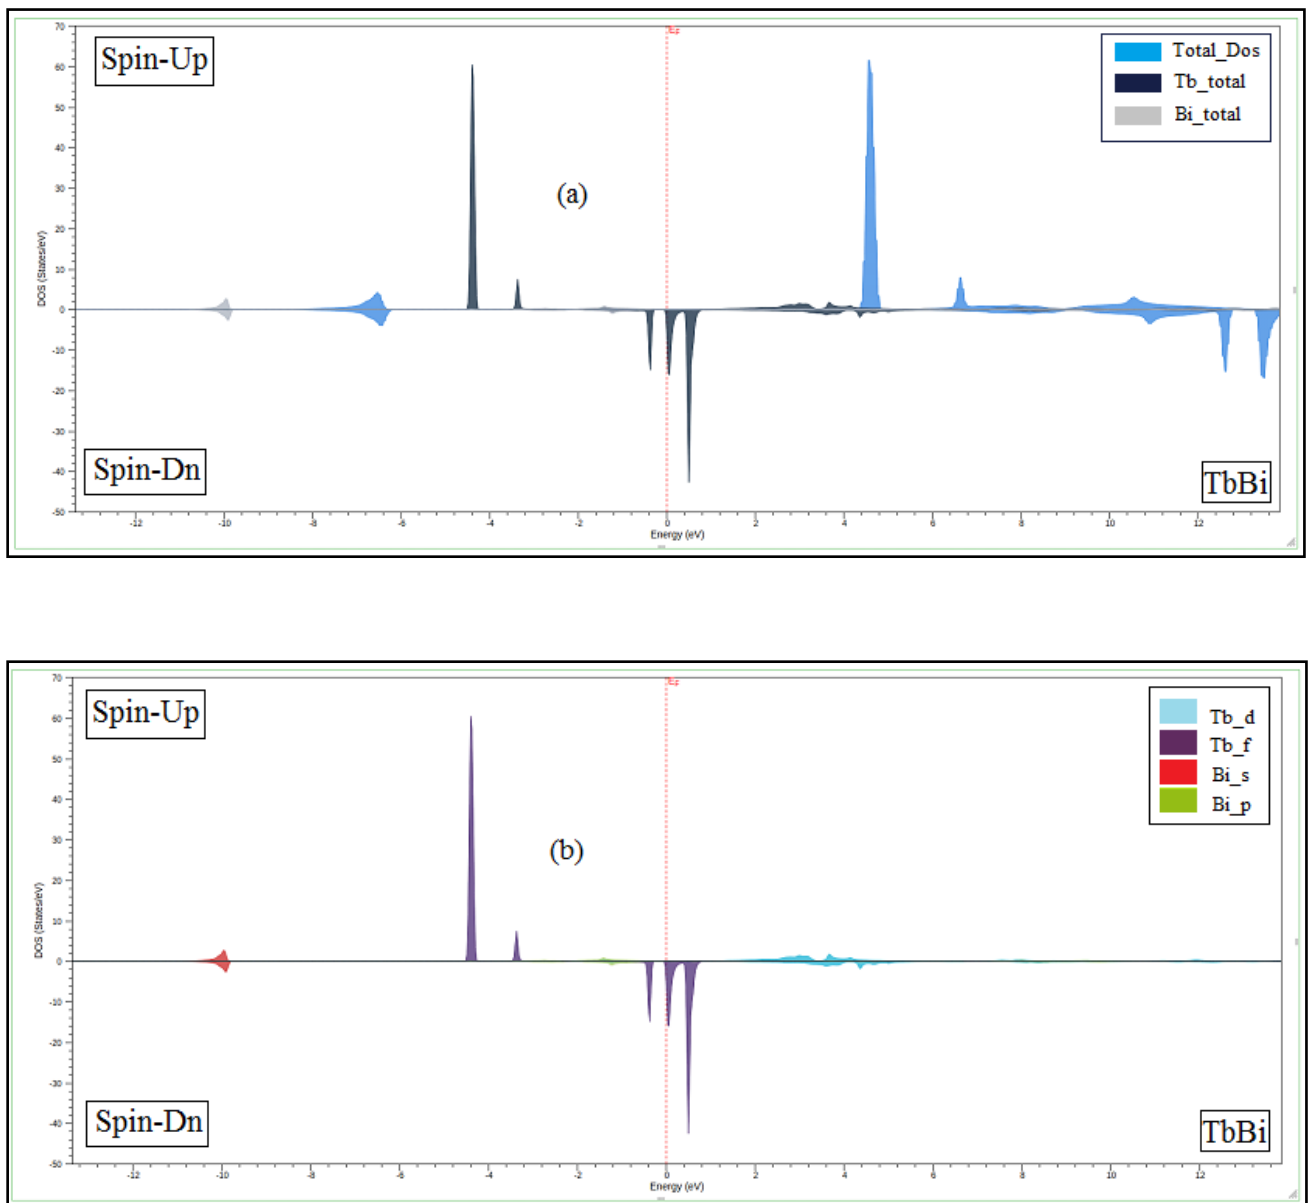 Spin-Up
Total_Dos
Tb_total
Bi_total
(a)
DOS (States/eV)
70
60
50
40
30
20
10
0
-10
-20
-30
-40
-50
Spin-Dn
TbBi
-12 -10 -8 -6 -4 -2 0 2 4 6 8 10 12
Energy (eV)
Spin-Up
Tb_d
Tb_f
Bi_s
Bi_p
(b)
DOS (States/eV)
70
60
50
40
30
20
10
0
-10
-20
-30
-40
-50
Spin-Dn
TbBi
-12 -10 -8 -6 -4 -2 0 2 4 6 8 10 12
Energy (eV)